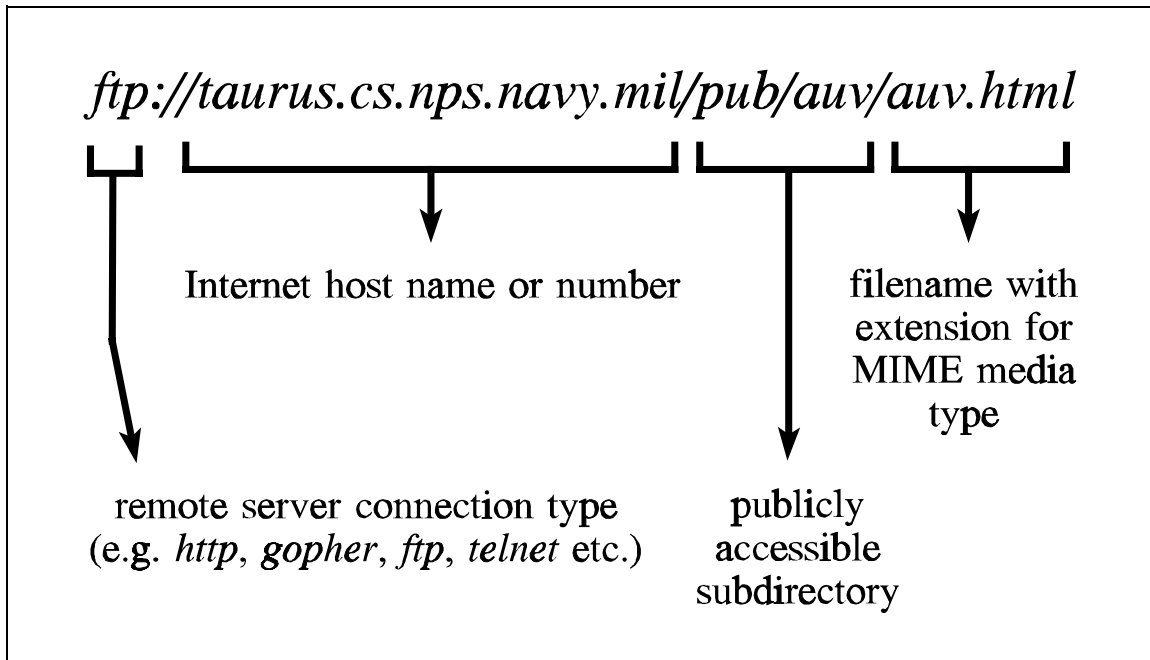 ftp://taurus.cs.nps.navy.mil/pub/auv/auv.html
Internet host name or number
filename with
extension for
MIME media
type
remote server connection type
(e.g. http, gopher, ftp, telnet etc.)
publicly
accessible
subdirectory